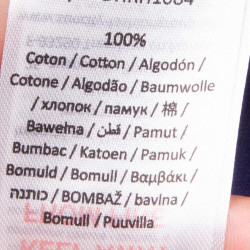 100%
Coton / Cotton / Algodón /
Cotone / Algodão / Baumwolle
/ хлопок / памук / 棉 /
Bawełna / قطن / Pamut /
Bumbac / Katoen / Pamuk /
Bomuld / Bomull / Βαμβάκι /
כותנה / BOMBAŽ / bavlna /
Bomull / Puuvilla